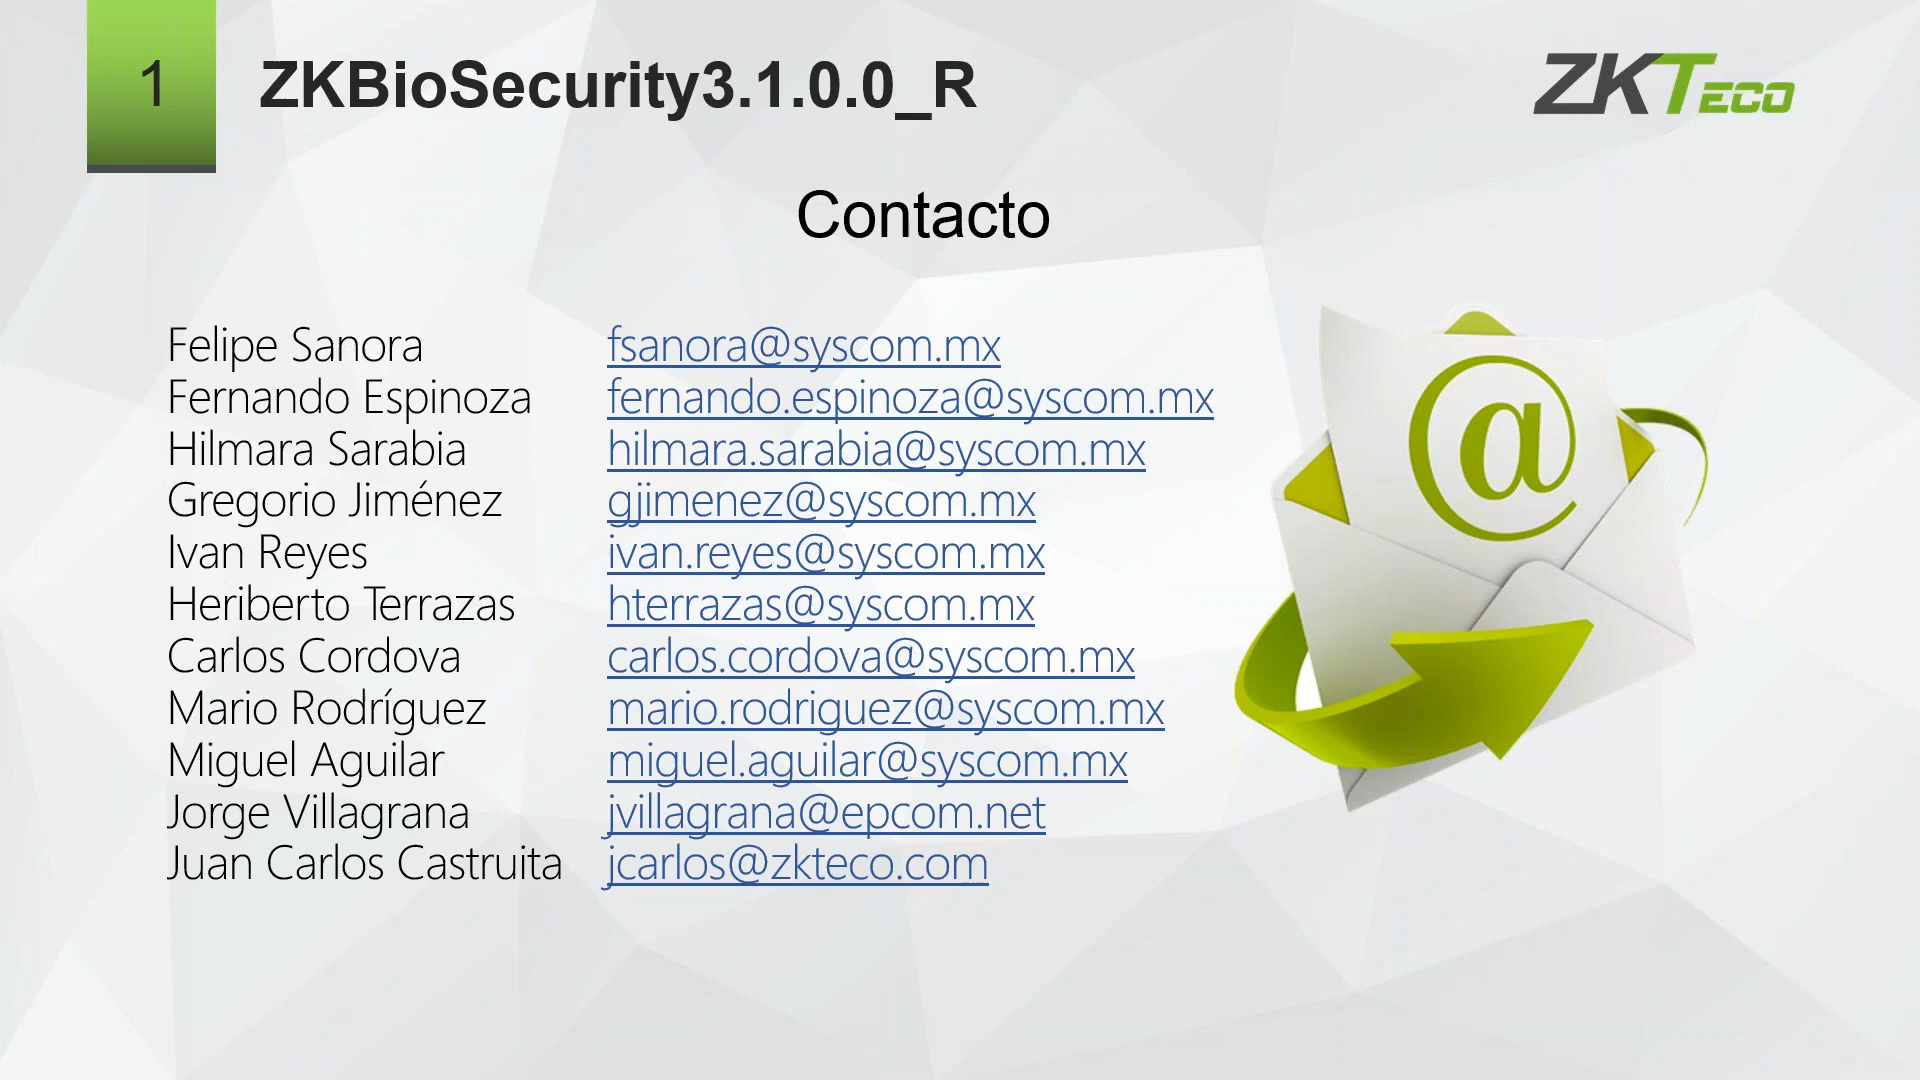 1
ZKBioSecurity3.1.0.0_R
ZKTECO
Contacto
Felipe Sanora fsanora@syscom.mx
Fernando Espinoza fernando.espinoza@syscom.mx
Hilmara Sarabia hilmara.sarabia@syscom.mx
Gregorio Jiménez gjimenez@syscom.mx
Ivan Reyes ivan.reyes@syscom.mx
Heriberto Terrazas hterrazas@syscom.mx
Carlos Cordova carlos.cordova@syscom.mx
Mario Rodríguez mario.rodriguez@syscom.mx
Miguel Aguilar miguel.aguilar@syscom.mx
Jorge Villagrana jvillagrana@epcom.net
Juan Carlos Castruita jcarlos@zkteco.com
@